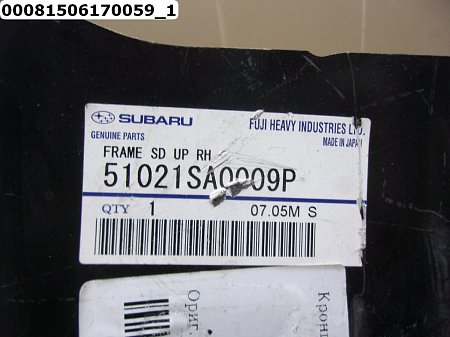 00081506170059_1
SUBARU
FUJI HEAVY INDUSTRIES LTD.
GENUINE PARTS
MADE IN JAPAN
FRAME SD UP RH
51021SA0009P
QTY 1
07.05M S
Ориг.